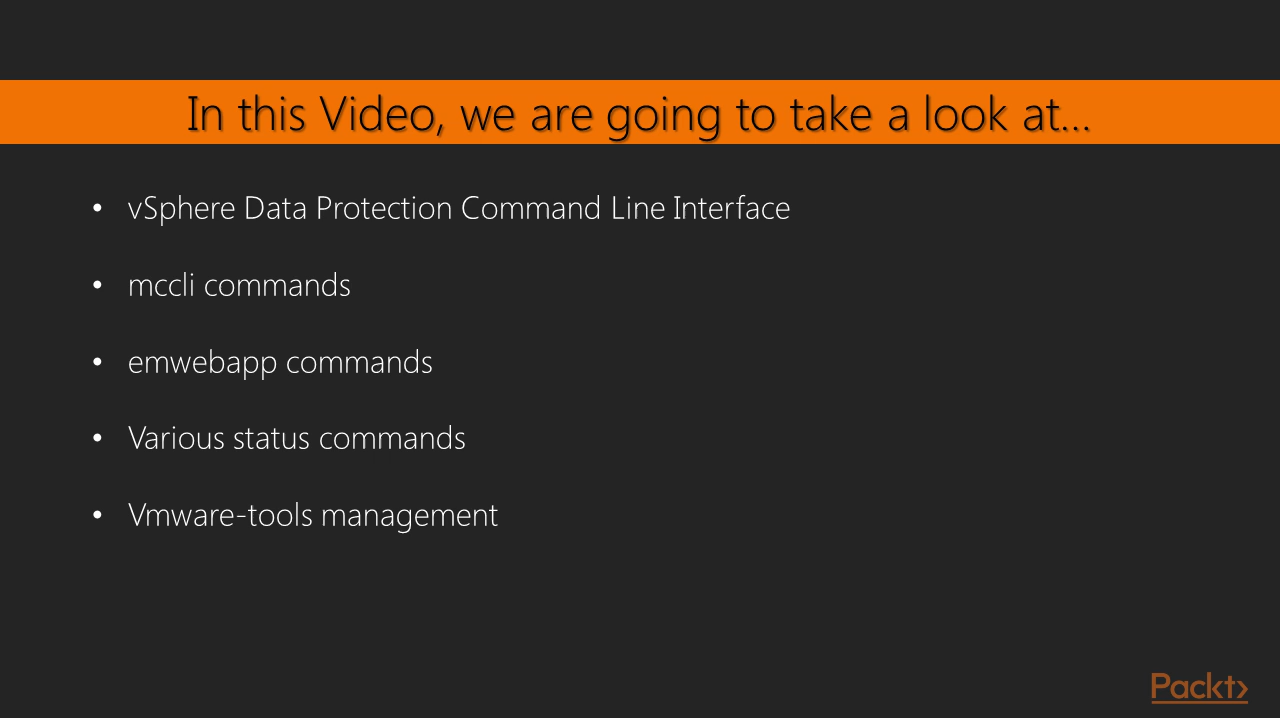 In this Video, we are going to take a look at...
• vSphere Data Protection Command Line Interface
• mccli commands
• emwebapp commands
• Various status commands
• Vmware-tools management
Packt>